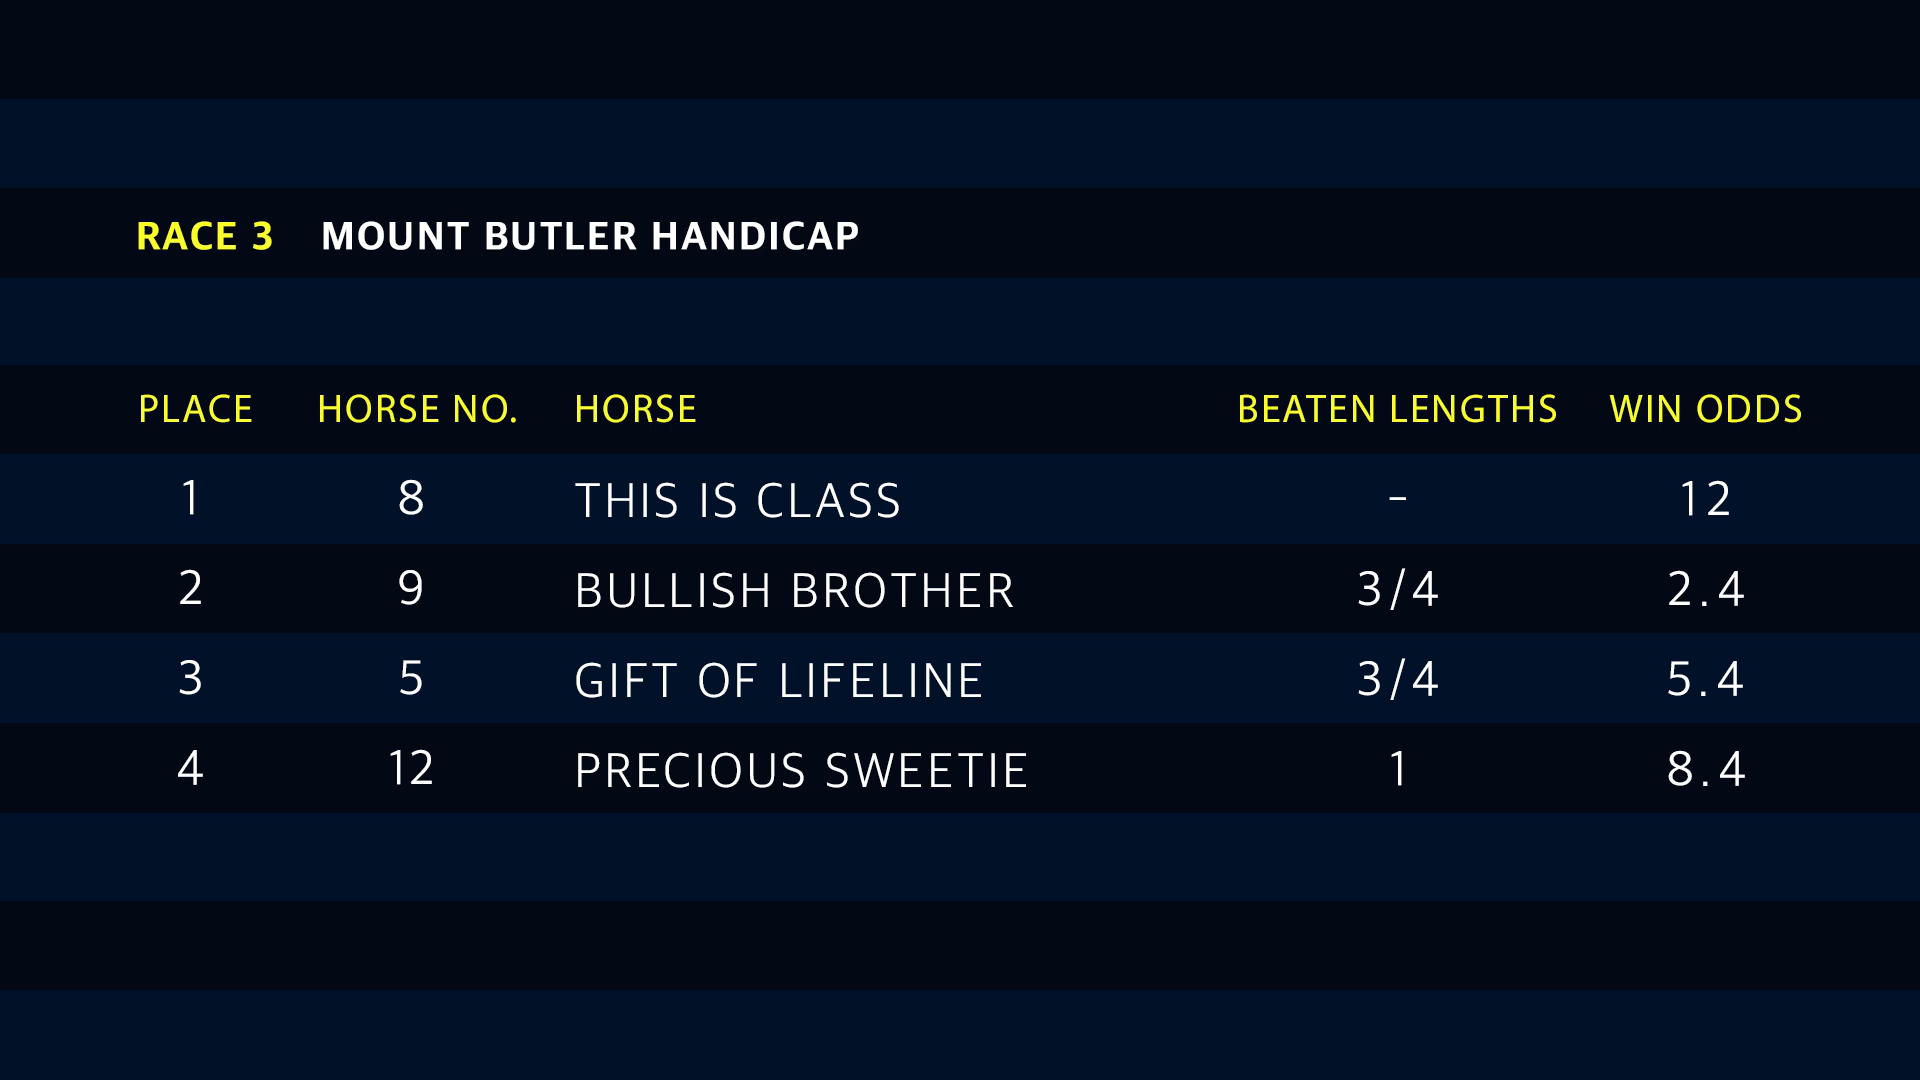 RACE 3 MOUNT BUTLER HANDICAP
PLACE HORSE NO. HORSE BEATEN LENGTHS WIN ODDS
1 8 THIS IS CLASS - 12
2 9 BULLISH BROTHER 3/4 2.4
3 5 GIFT OF LIFELINE 3/4 5.4
4 12 PRECIOUS SWEETIE 1 8.4